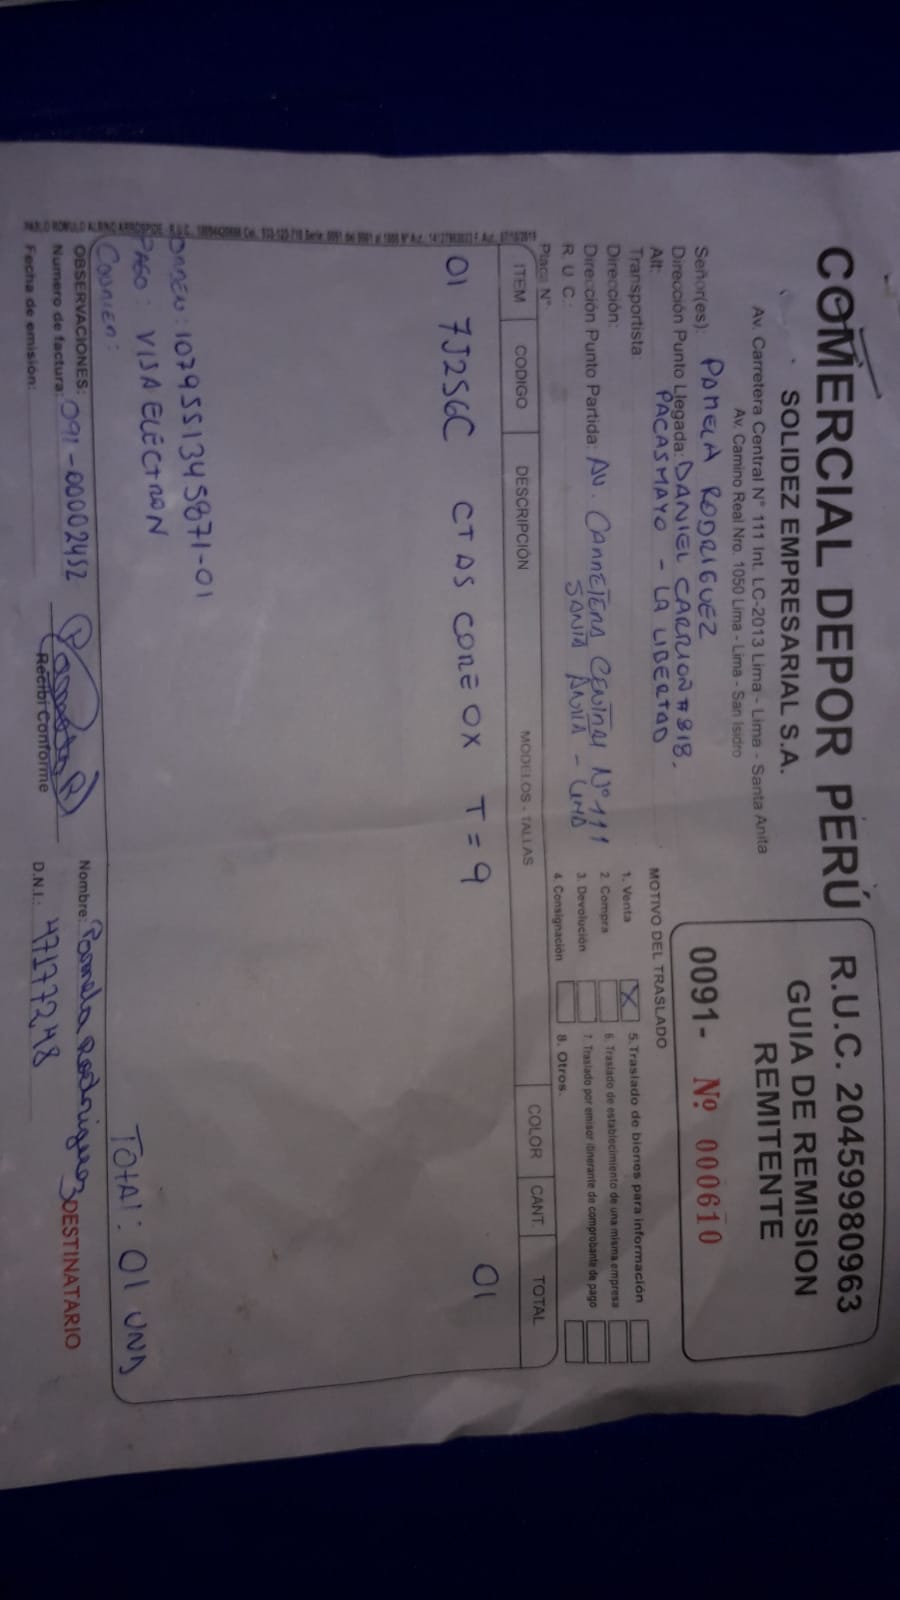 COMERCIAL DEPOR PERÚ
SOLIDEZ EMPRESARIAL S.A.
Av. Carretera Central N° 111 Int. LC-2013 Lima - Lima - Santa Anita
Av. Camino Real Nro. 1050 Lima - Lima - San Isidro
R.U.C. 20459980963
GUIA DE REMISION
REMITENTE
0091- Nº 000610
Señor(es): PAMELA RODRIGUEZ
Dirección Punto Llegada: DANIEL CARRION # 818.
Alt: PACASMAYO - LA LIBERTAD
Transportista:
Dirección:
Dirección Punto Partida: AV. CARRETERA CENTRAL Nº 111
SANTA ANITA - LIMA
R U C:
Placa N°
MOTIVO DEL TRASLADO
1. Venta X
2. Compra
3. Devolución
4. Consignación
5. Traslado de bienes para información
6. Traslado de establecimiento de una misma empresa
7. Traslado por emisor itinerante de comprobante de pago
8. Otros.
ITEM CODIGO DESCRIPCIÓN MODELOS - TALLAS COLOR CANT. TOTAL
01 7J256C CTAS CORE OX T = 9 01
ORDEN: 1079551345871-01
PAGO: VISA ELECTRON
COURIER:
TOTAL: 01 UND
OBSERVACIONES:
Numero de factura: 091-00002452
Fecha de emisión:
Recibí Conforme
Nombre: Pamela Rodriguez
D.N.I.: 47177248
DESTINATARIO